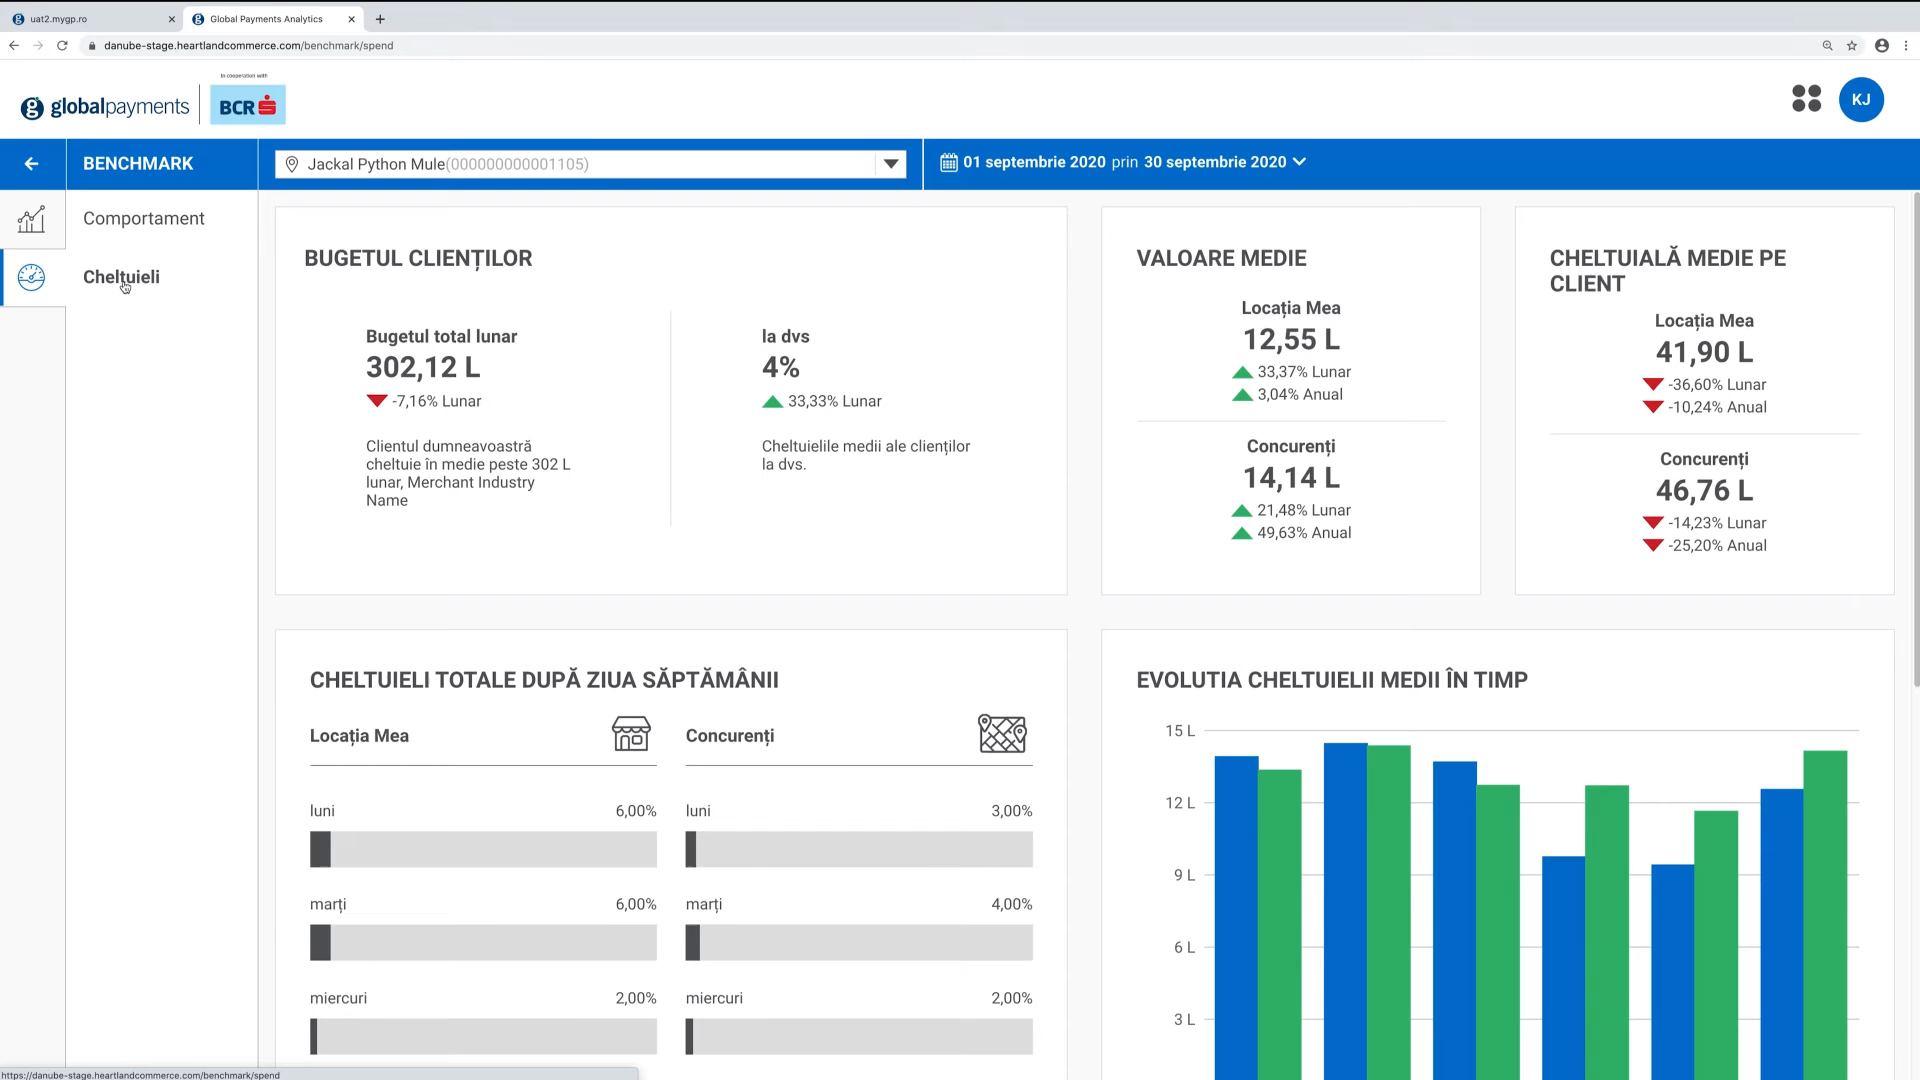 uat2.mygp.ro
Global Payments Analytics
danube-stage.heartlandcommerce.com/benchmark/spend
globalpayments
In cooperation with
BCR
KJ
BENCHMARK
Jackal Python Mule(000000000001105)
01 septembrie 2020 prin 30 septembrie 2020
Comportament
Cheltuieli
BUGETUL CLIENȚILOR
Bugetul total lunar
302,12 L
-7,16% Lunar
Clientul dumneavoastră
cheltuie în medie peste 302 L
lunar, Merchant Industry
Name
la dvs
4%
33,33% Lunar
Cheltuielile medii ale clienților
la dvs.
VALOARE MEDIE
Locația Mea
12,55 L
33,37% Lunar
3,04% Anual
Concurenți
14,14 L
21,48% Lunar
49,63% Anual
CHELTUIALĂ MEDIE PE
CLIENT
Locația Mea
41,90 L
-36,60% Lunar
-10,24% Anual
Concurenți
46,76 L
-14,23% Lunar
-25,20% Anual
CHELTUIELI TOTALE DUPĂ ZIUA SĂPTĂMÂNII
Locația Mea
luni 6,00%
marți 6,00%
miercuri 2,00%
Concurenți
luni 3,00%
marți 4,00%
miercuri 2,00%
EVOLUTIA CHELTUIELII MEDII ÎN TIMP
15 L
12 L
9 L
6 L
3 L
https://danube-stage.heartlandcommerce.com/benchmark/spend